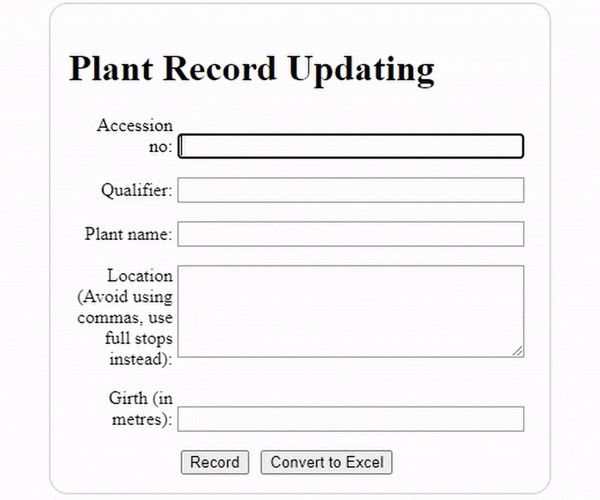 Plant Record Updating
Accession
no:
Qualifier:
Plant name:
Location
(Avoid using
commas, use
full stops
instead):
Girth (in
metres):
Record Convert to Excel